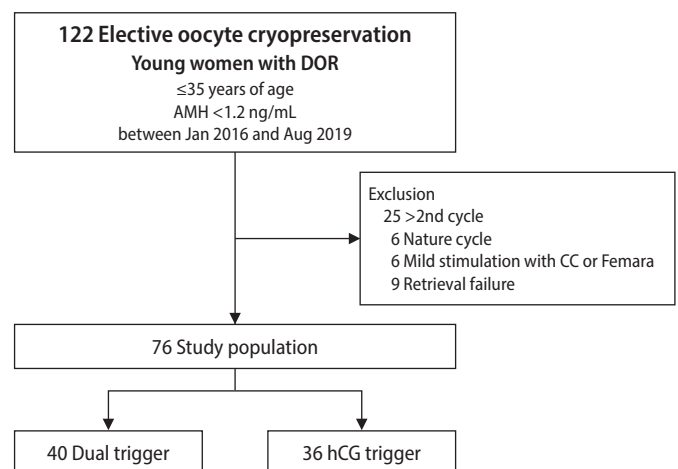 122 Elective oocyte cryopreservation
Young women with DOR
≤35 years of age
AMH <1.2 ng/mL
between Jan 2016 and Aug 2019
Exclusion
25 >2nd cycle
6 Nature cycle
6 Mild stimulation with CC or Femara
9 Retrieval failure
76 Study population
40 Dual trigger
36 hCG trigger